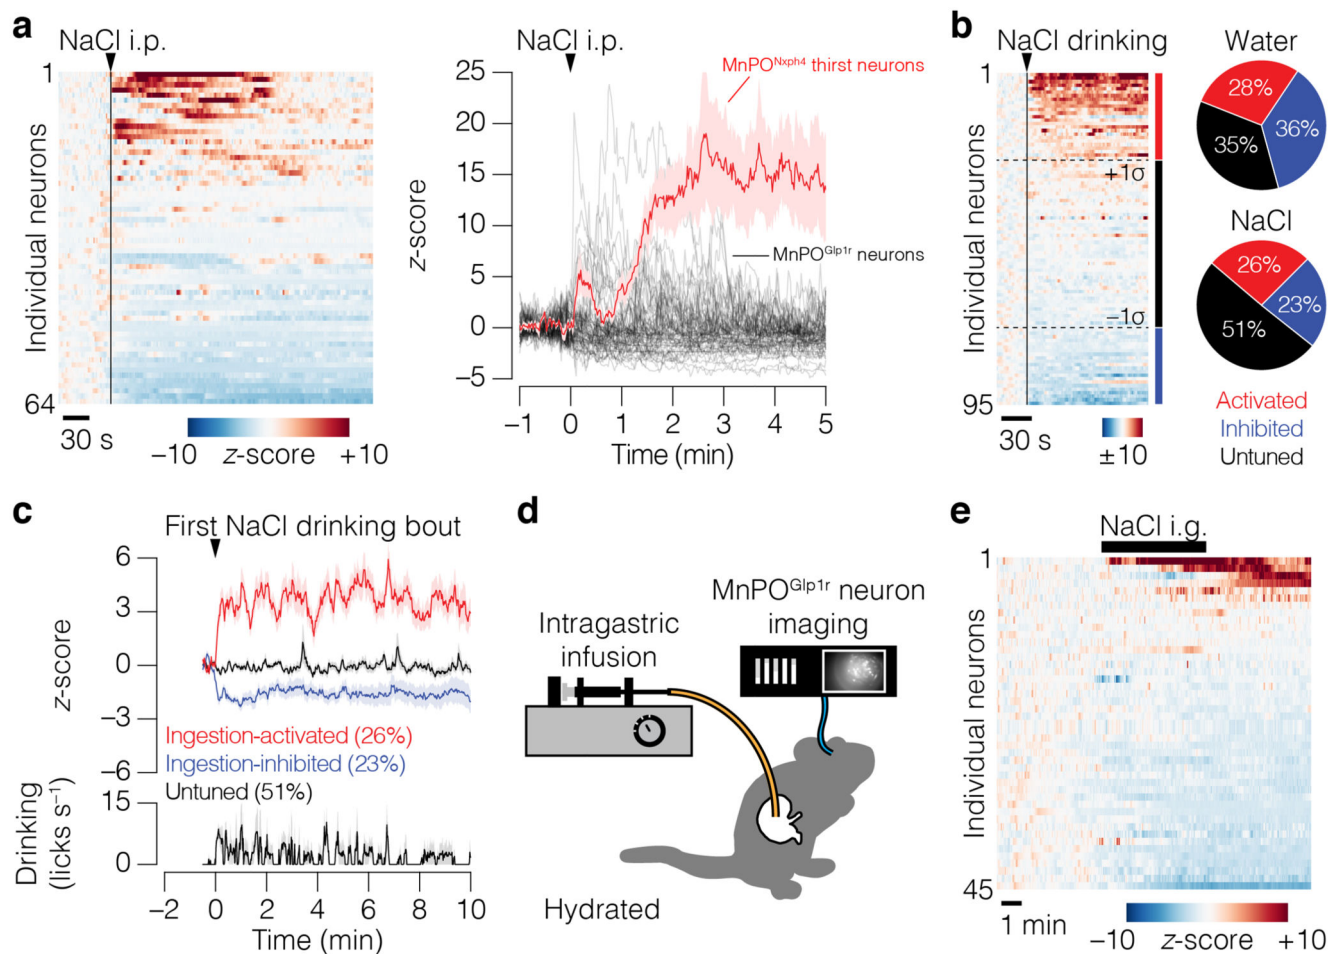 a
NaCl i.p.
1
Individual neurons
64
30 s
−10 z-score +10
NaCl i.p.
MnPO^Nxph4 thirst neurons
MnPO^Glp1r neurons
z-score
25
20
15
10
5
0
−5
−1 0 1 2 3 4 5
Time (min)
b
NaCl drinking
1
Individual neurons
+1σ
−1σ
95
30 s
±10
Water
28%
36%
35%
NaCl
26%
23%
51%
Activated
Inhibited
Untuned
c
First NaCl drinking bout
z-score
6
3
0
−3
−6
Ingestion-activated (26%)
Ingestion-inhibited (23%)
Untuned (51%)
Drinking
(licks s⁻¹)
15
0
−2 0 2 4 6 8 10
Time (min)
d
Intragastric
infusion
MnPO^Glp1r neuron
imaging
Hydrated
e
NaCl i.g.
1
Individual neurons
45
1 min
−10 z-score +10